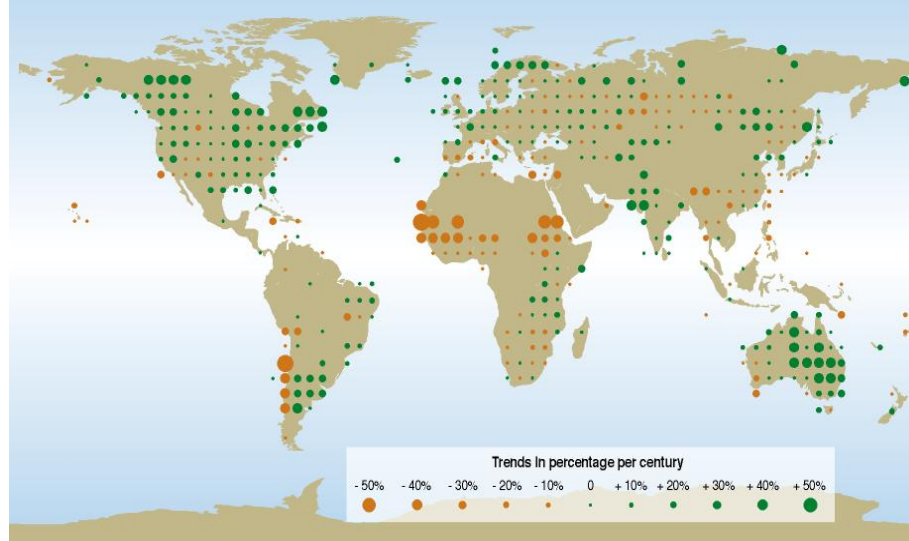 Trends in percentage per century
- 50% - 40% - 30% - 20% - 10% 0 + 10% + 20% + 30% + 40% + 50%